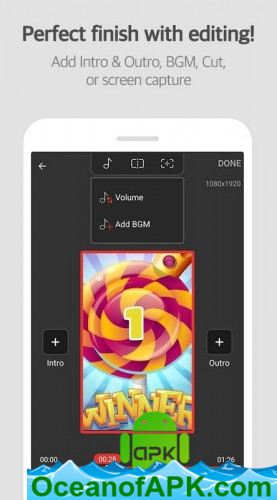 Perfect finish with editing!
Add Intro & Outro, BGM, Cut,
or screen capture
DONE
1080x1920
Volume
Add BGM
1
Intro
Outro
WINNER
apk
00:00
00:28
01:26
OceanofAPK.com